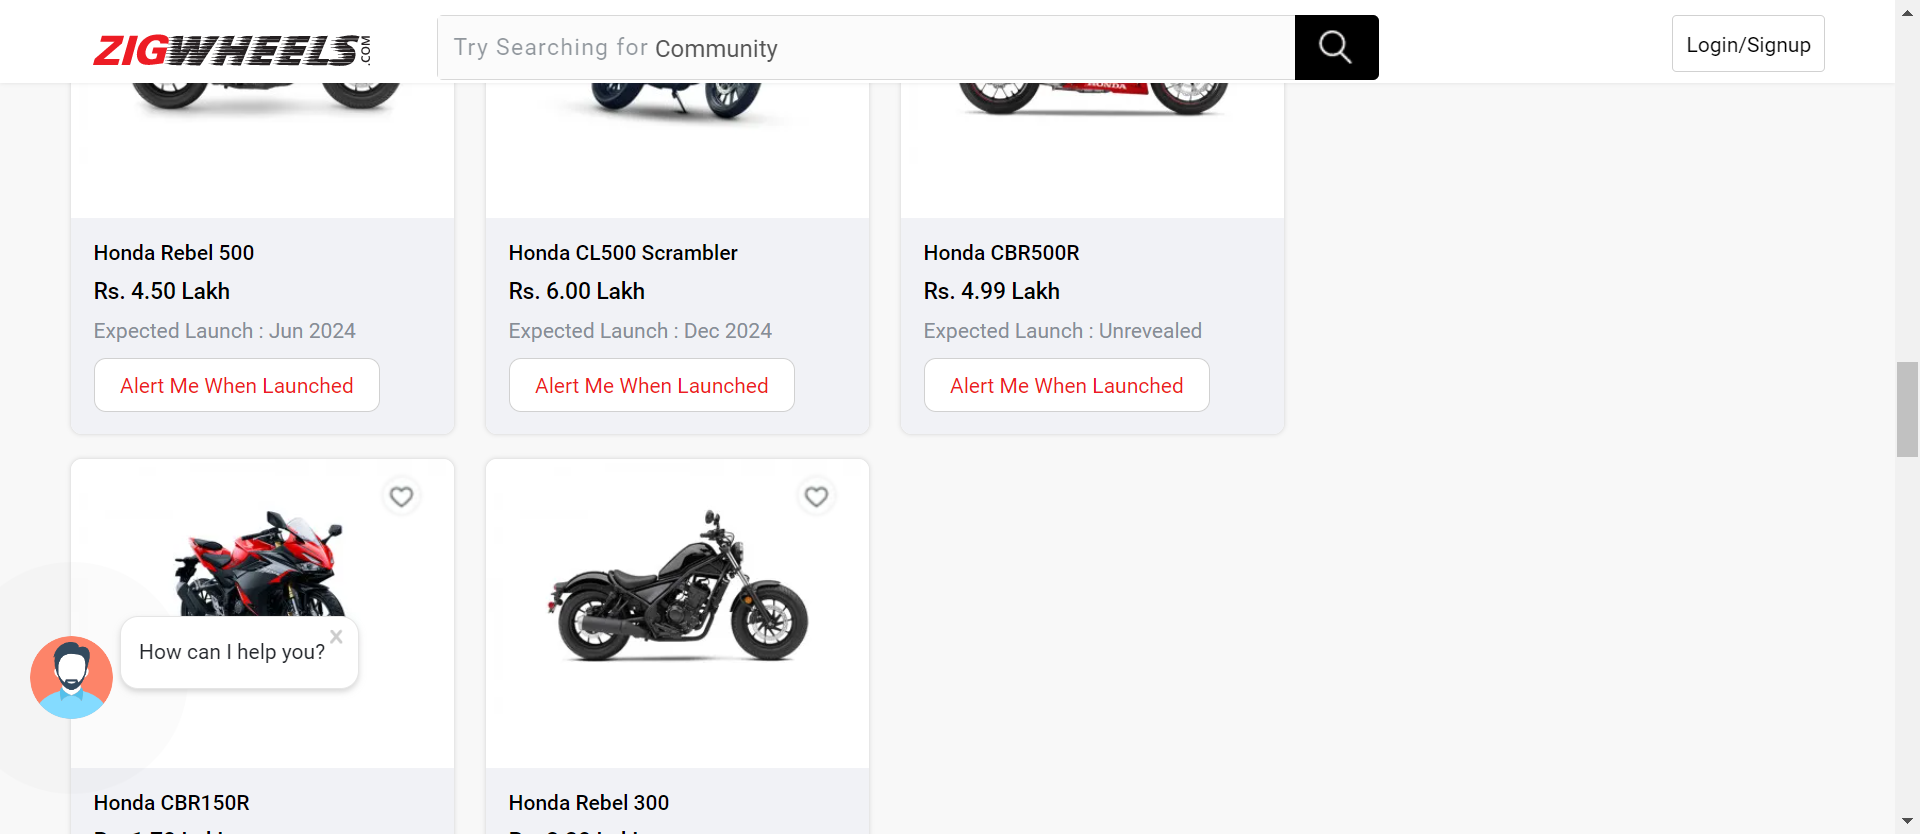 ZIGWHEELS.COM
Try Searching for Community
Login/Signup
HONDA
Honda Rebel 500
Rs. 4.50 Lakh
Expected Launch : Jun 2024
Alert Me When Launched
Honda CL500 Scrambler
Rs. 6.00 Lakh
Expected Launch : Dec 2024
Alert Me When Launched
Honda CBR500R
Rs. 4.99 Lakh
Expected Launch : Unrevealed
Alert Me When Launched
How can I help you?
X
Honda CBR150R
Honda Rebel 300